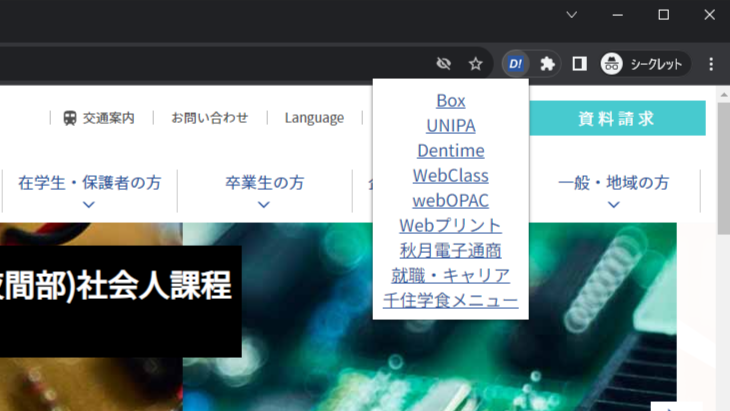 D!
シークレット
交通案内
お問い合わせ
Language
資料請求
Box
UNIPA
Dentime
WebClass
webOPAC
Webプリント
秋月電子通商
就職・キャリア
千住学食メニュー
在学生・保護者の方
卒業生の方
一般・地域の方
間部)社会人課程